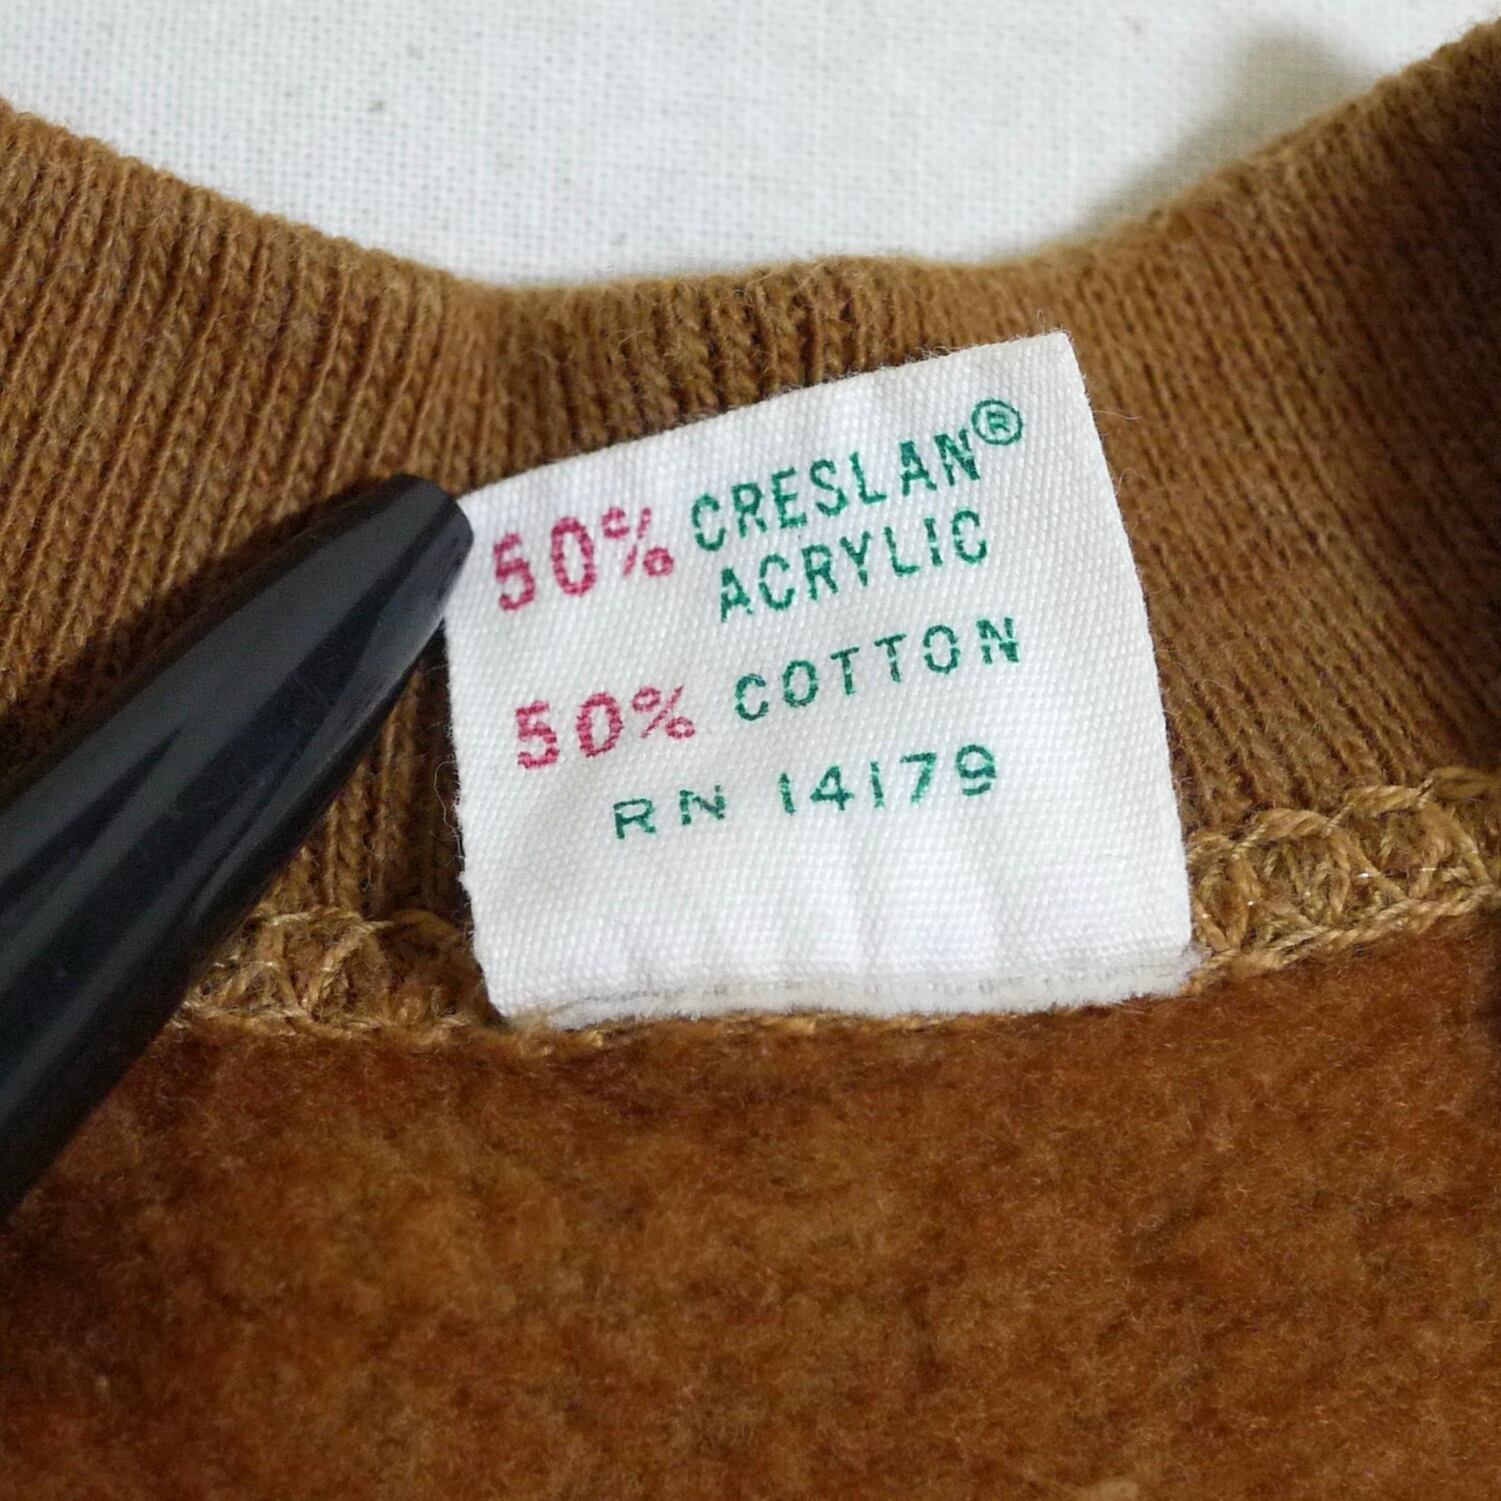 50% CRESLAN®
ACRYLIC
50% COTTON
RN 14179